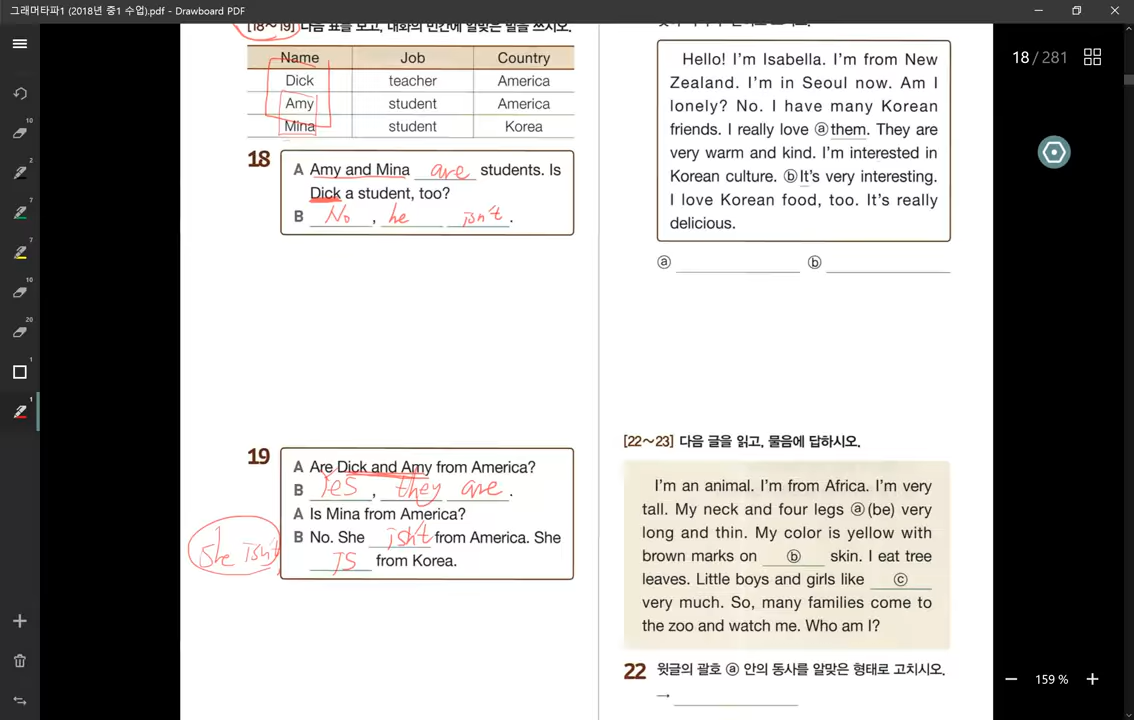 그래머타파1 (2018년 중1 수업).pdf - Drawboard PDF
[18~19] 다음 표를 보고, 대화의 빈칸에 알맞은 말을 쓰시오.
Name Job Country
Dick teacher America
Amy student America
Mina student Korea
18
A Amy and Mina are students. Is
Dick a student, too?
B No, he isn't.
19
A Are Dick and Amy from America?
B Yes, they are.
A Is Mina from America?
B No. She isn't from America. She
is from Korea.
She isn't
Hello! I'm Isabella. I'm from New
Zealand. I'm in Seoul now. Am I
lonely? No. I have many Korean
friends. I really love ⓐthem. They are
very warm and kind. I'm interested in
Korean culture. ⓑIt's very interesting.
I love Korean food, too. It's really
delicious.
ⓐ ⓑ
[22~23] 다음 글을 읽고, 물음에 답하시오.
I'm an animal. I'm from Africa. I'm very
tall. My neck and four legs ⓐ(be) very
long and thin. My color is yellow with
brown marks on ⓑ skin. I eat tree
leaves. Little boys and girls like ⓒ
very much. So, many families come to
the zoo and watch me. Who am I?
22 윗글의 괄호 ⓐ 안의 동사를 알맞은 형태로 고치시오.
→
18 / 281
159 %
10
2
7
7
10
20
1
1